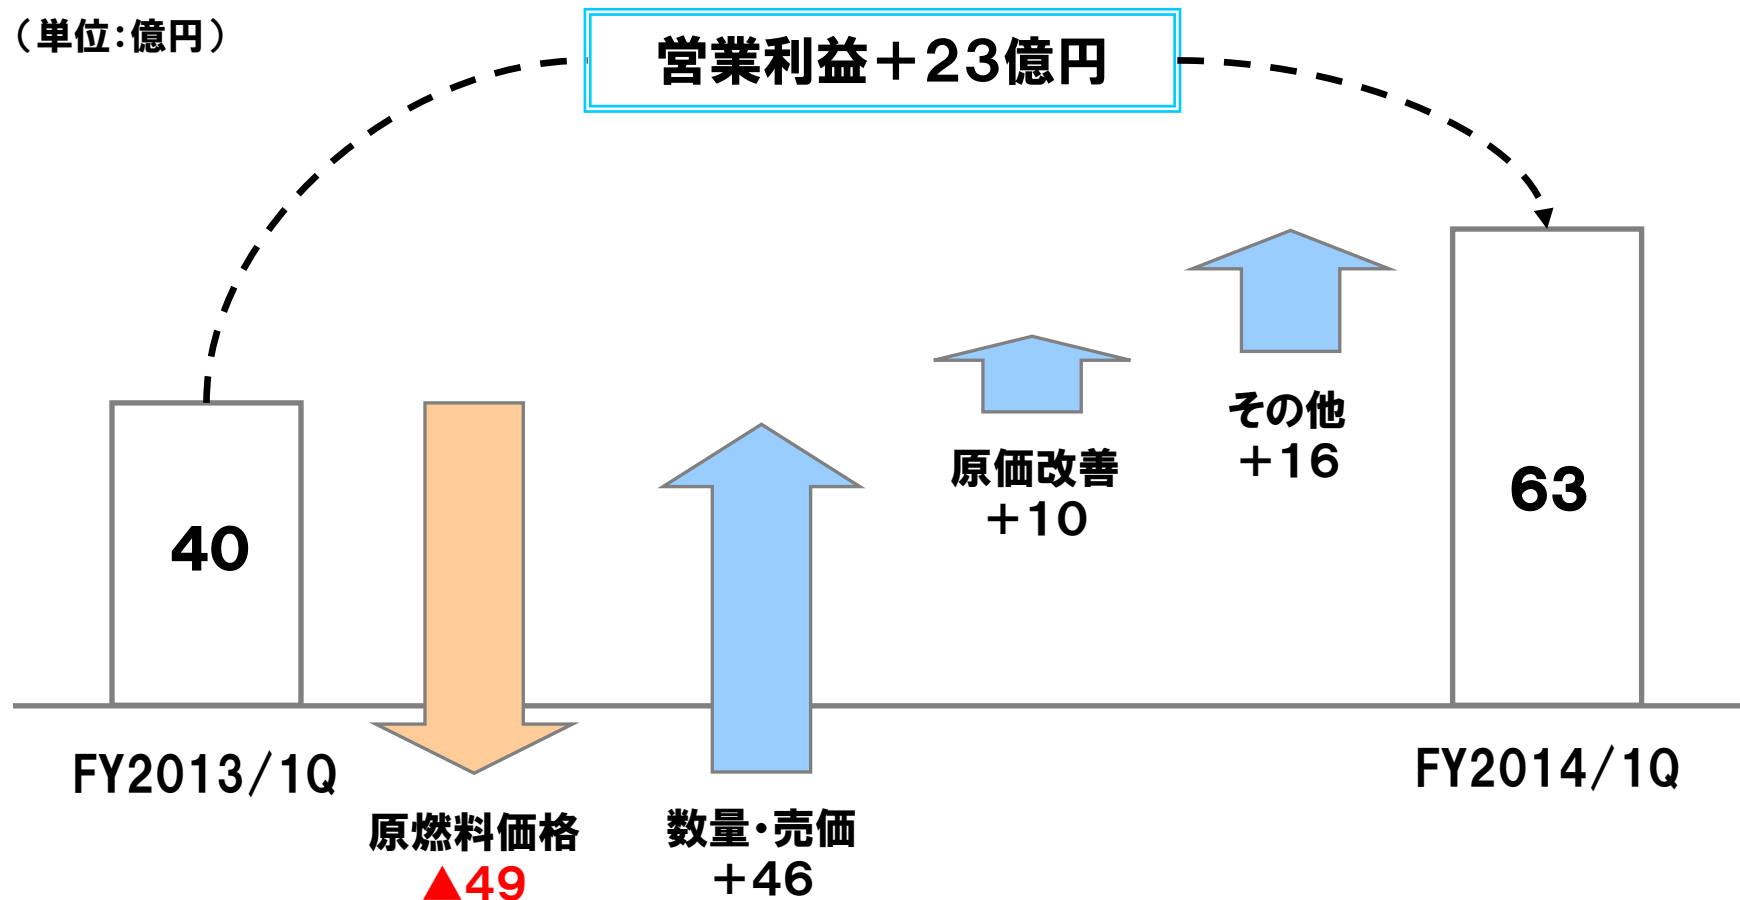 （単位：億円）
営業利益＋２３億円
40
63
その他
＋１６
原価改善
＋１０
FY2013/1Q
FY2014/1Q
原燃料価格
▲49
数量・売価
＋４６